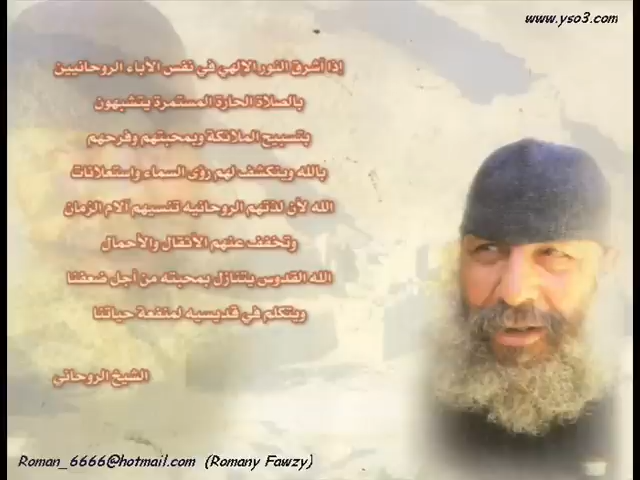 www.yso3.com
إذا أشرق النور الإلهي في نفس الأباء الروحانيين
بالصلاة الحارة المستمرة يتشبهون
بتسبيح الملائكة وبمحبتهم وفرحهم
بالله وينكشف لهم رؤى السماء واستعلانات
الله لأن لذتهم الروحانيه تنسيهم آلام الزمان
وتخفف عنهم الأثقال والأحمال
الله القدوس يتنازل بمحبته من أجل ضعفنا
ويتكلم في قديسيه لمنفعة حياتنا
الشيخ الروحاني
Roman_6666@hotmail.com (Romany Fawzy)